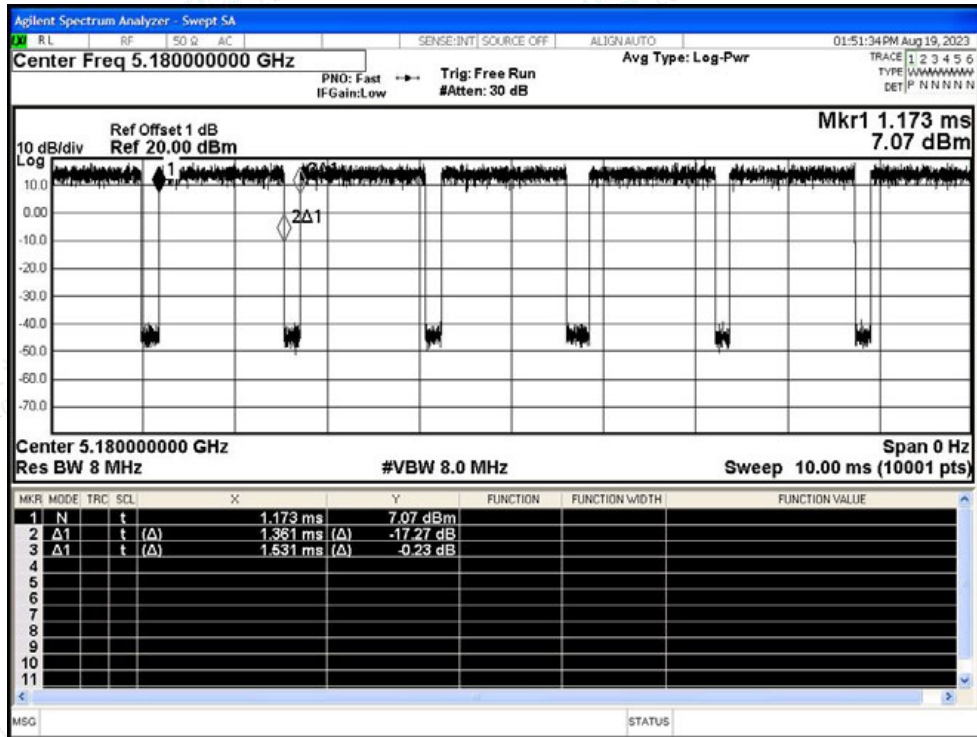 Agilent Spectrum Analyzer - Swept SA
RL RF 50 Ω AC SENSE:INT SOURCE OFF ALIGN AUTO 01:51:34 PM Aug 19, 2023
Center Freq 5.180000000 GHz
PNO: Fast
IFGain:Low
Trig: Free Run
#Atten: 30 dB
Avg Type: Log-Pwr
TRACE 1 2 3 4 5 6
TYPE
DET P N N N N N
Mkr1 1.173 ms
7.07 dBm
Ref Offset 1 dB
10 dB/div Ref 20.00 dBm
Log
1
10.0
0.00
2Δ1
-10.0
-20.0
-30.0
-40.0
-50.0
-60.0
-70.0
Center 5.180000000 GHz Span 0 Hz
Res BW 8 MHz #VBW 8.0 MHz Sweep 10.00 ms (10001 pts)
MKR MODE TRC SCL X Y FUNCTION FUNCTION WIDTH FUNCTION VALUE
1 N t 1.173 ms 7.07 dBm
2 Δ1 t (Δ) 1.361 ms (Δ) -17.27 dB
3 Δ1 t (Δ) 1.531 ms (Δ) -0.23 dB
4
5
6
7
8
9
10
11
MSG STATUS